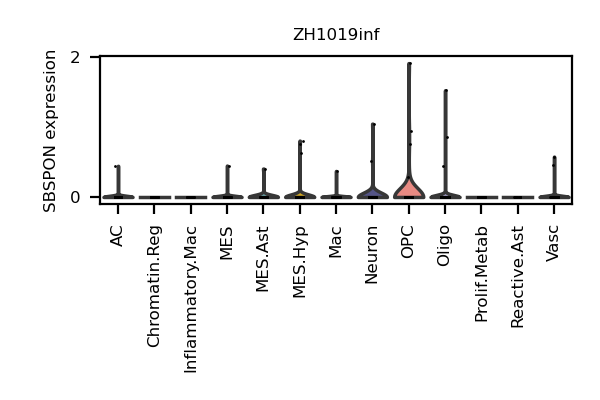 ZH1019inf
SBSPON expression
2
0
AC
Chromatin.Reg
Inflammatory.Mac
MES
MES.Ast
MES.Hyp
Mac
Neuron
OPC
Oligo
Prolif.Metab
Reactive.Ast
Vasc